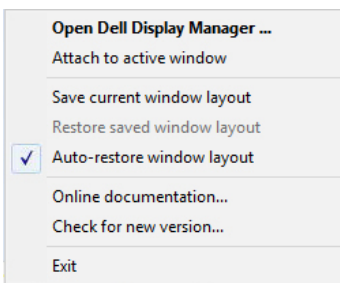 Open Dell Display Manager ...
Attach to active window
Save current window layout
Restore saved window layout
Auto-restore window layout
Online documentation...
Check for new version...
Exit